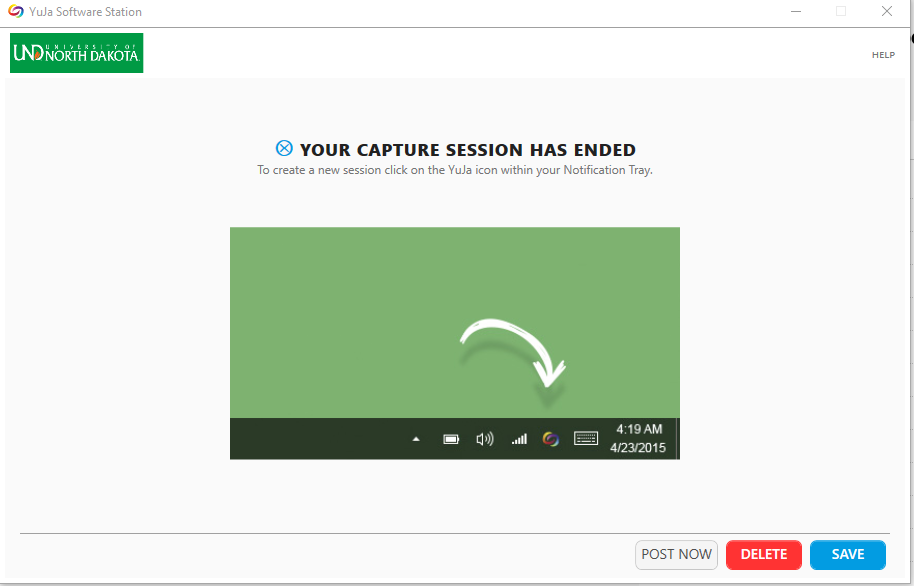 YuJa Software Station
UNIVERSITY OF
UND NORTH DAKOTA
HELP
YOUR CAPTURE SESSION HAS ENDED
To create a new session click on the YuJa icon within your Notification Tray.
4:19 AM
4/23/2015
POST NOW
DELETE
SAVE